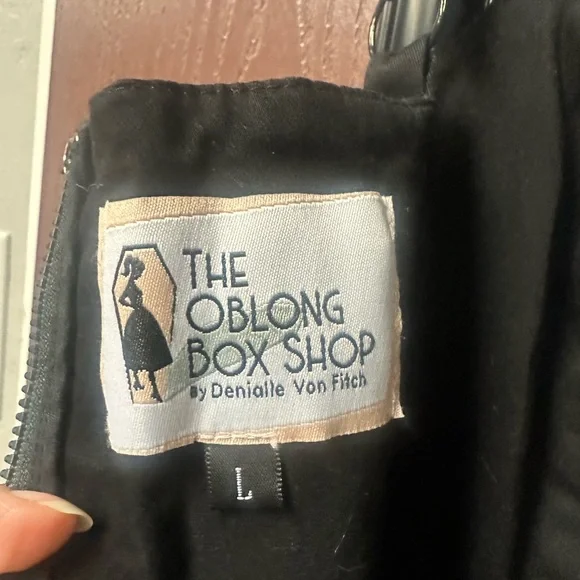 THE
OBLONG
BOX SHOP
By Denialle Von Fitch
L